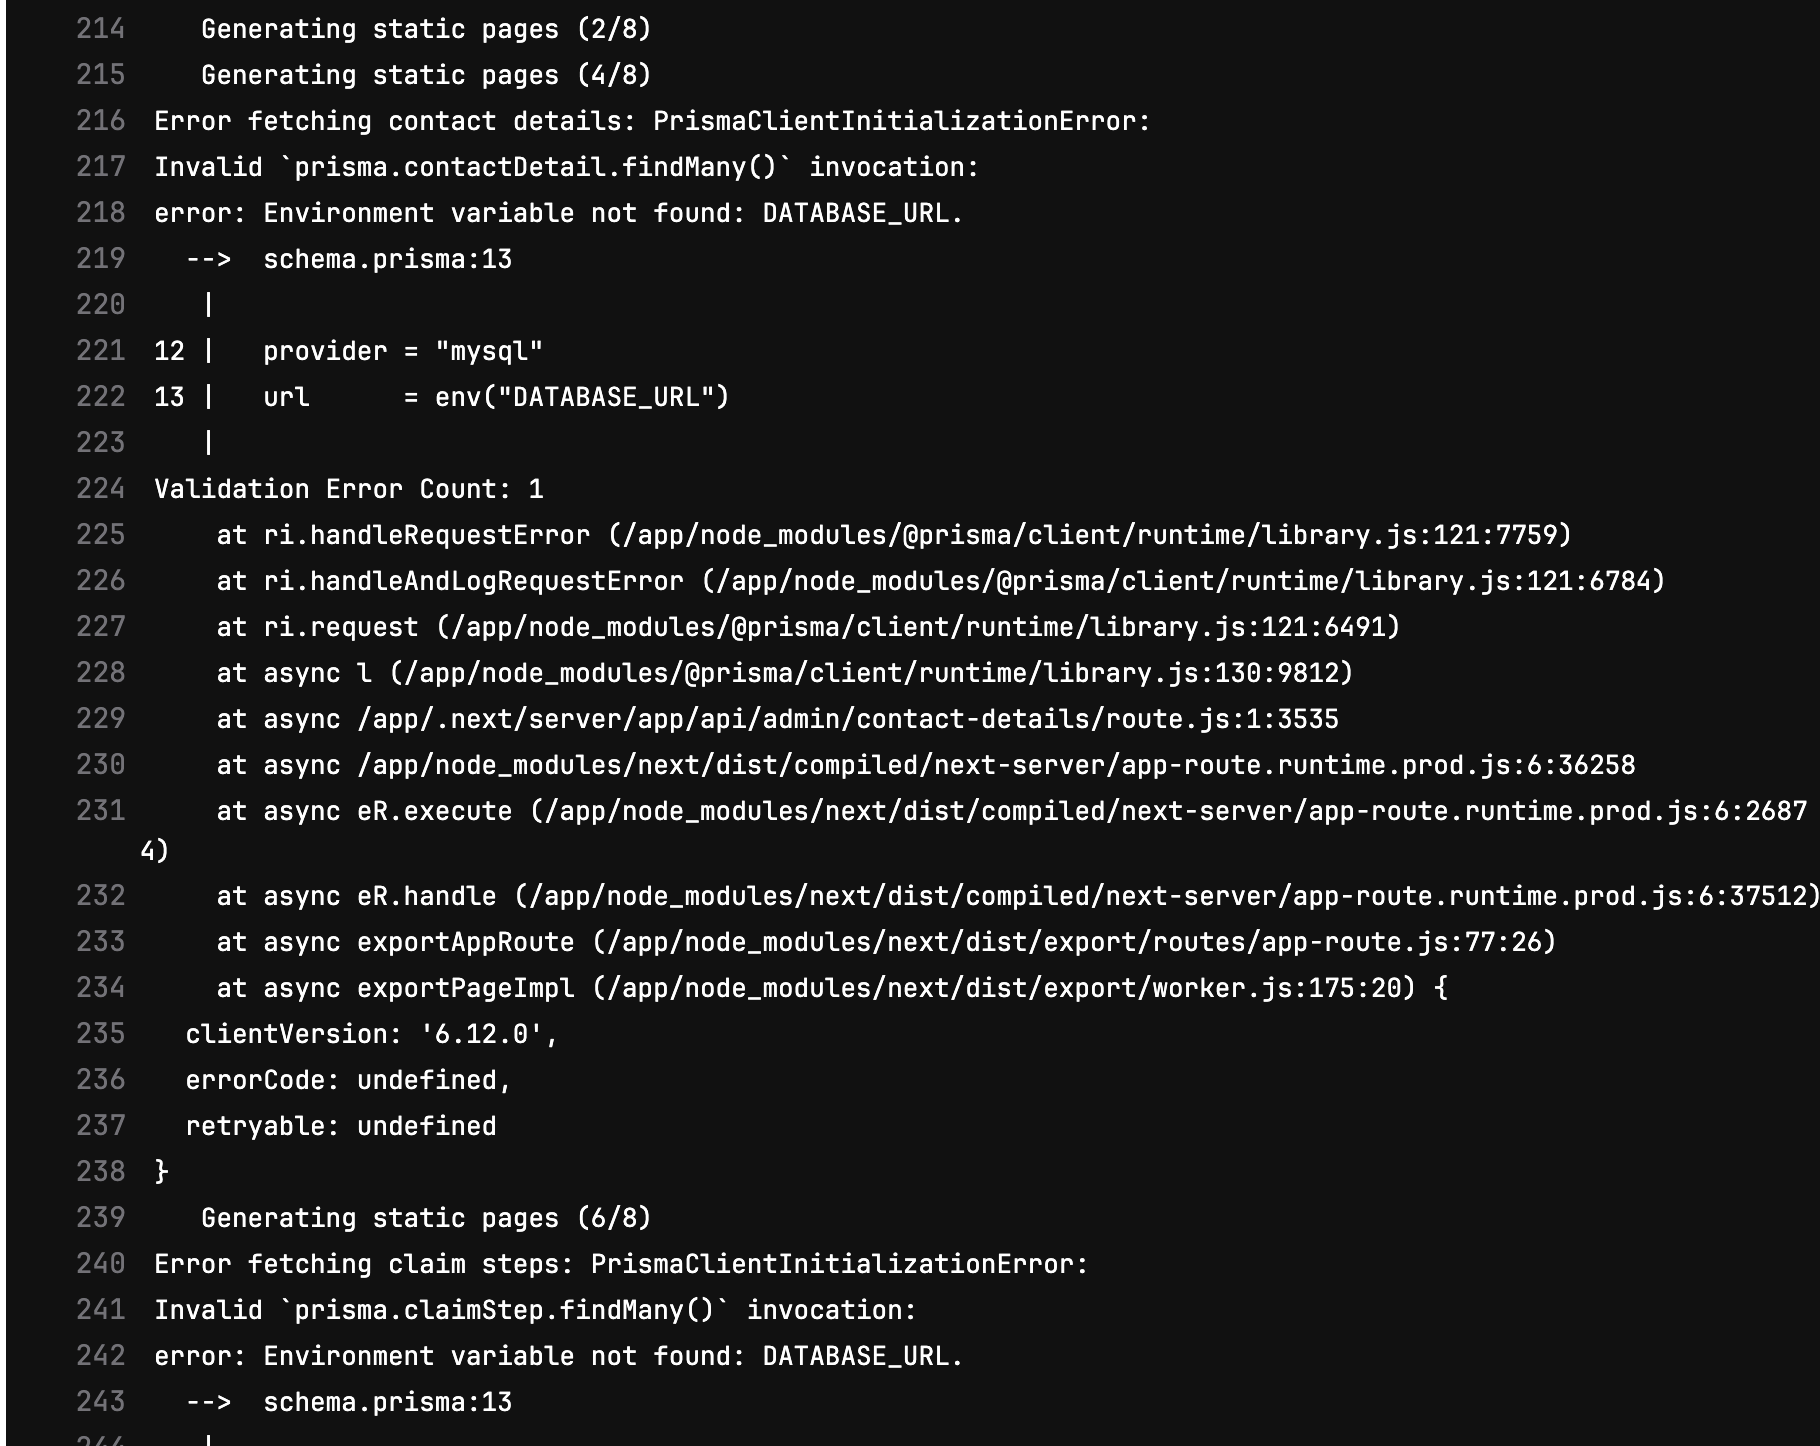 214 Generating static pages (2/8)
215 Generating static pages (4/8)
216 Error fetching contact details: PrismaClientInitializationError:
217 Invalid `prisma.contactDetail.findMany()` invocation:
218 error: Environment variable not found: DATABASE_URL.
219 --> schema.prisma:13
220 |
221 12 | provider = "mysql"
222 13 | url = env("DATABASE_URL")
223 |
224 Validation Error Count: 1
225 at ri.handleRequestError (/app/node_modules/@prisma/client/runtime/library.js:121:7759)
226 at ri.handleAndLogRequestError (/app/node_modules/@prisma/client/runtime/library.js:121:6784)
227 at ri.request (/app/node_modules/@prisma/client/runtime/library.js:121:6491)
228 at async l (/app/node_modules/@prisma/client/runtime/library.js:130:9812)
229 at async /app/.next/server/app/api/admin/contact-details/route.js:1:3535
230 at async /app/node_modules/next/dist/compiled/next-server/app-route.runtime.prod.js:6:36258
231 at async eR.execute (/app/node_modules/next/dist/compiled/next-server/app-route.runtime.prod.js:6:2687
4)
232 at async eR.handle (/app/node_modules/next/dist/compiled/next-server/app-route.runtime.prod.js:6:37512)
233 at async exportAppRoute (/app/node_modules/next/dist/export/routes/app-route.js:77:26)
234 at async exportPageImpl (/app/node_modules/next/dist/export/worker.js:175:20) {
235 clientVersion: '6.12.0',
236 errorCode: undefined,
237 retryable: undefined
238 }
239 Generating static pages (6/8)
240 Error fetching claim steps: PrismaClientInitializationError:
241 Invalid `prisma.claimStep.findMany()` invocation:
242 error: Environment variable not found: DATABASE_URL.
243 --> schema.prisma:13
244 |